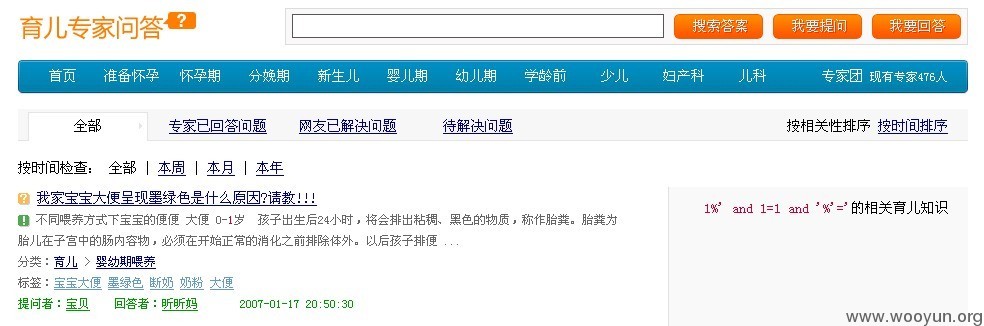 育儿专家问答 ?
搜索答案 我要提问 我要回答
首页 准备怀孕 怀孕期 分娩期 新生儿 婴儿期 幼儿期 学龄前 少儿 妇产科 儿科 专家团 现有专家476人
全部 专家已回答问题 网友已解决问题 待解决问题 按相关性排序 按时间排序
按时间检查： 全部 | 本周 | 本月 | 本年
? 我家宝宝大便呈现墨绿色是什么原因?请教!!!
! 不同喂养方式下宝宝的便便 大便 0-1岁 孩子出生后24小时，将会排出粘稠、黑色的物质，称作胎粪。胎粪为
胎儿在子宫中的肠内容物，必须在开始正常的消化之前排除体外。以后孩子排便 ...
分类：育儿 > 婴幼期喂养
标签：宝宝大便 墨绿色 断奶 奶粉 大便
提问者：宝贝 回答者：昕昕妈 2007-01-17 20:50:30
1%' and 1=1 and '%'='的相关育儿知识
www.wooyun.org